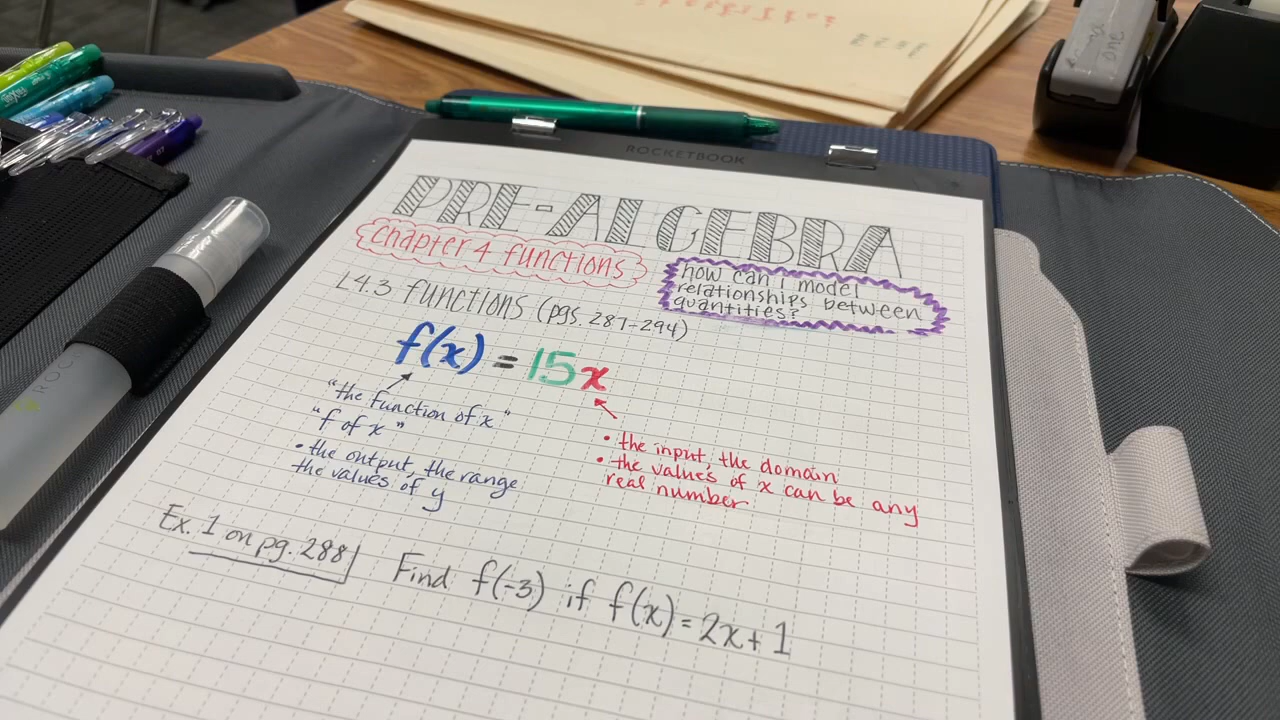 ROCKETBOOK
PRE-ALGEBRA
Chapter 4 functions
how can I model
relationships between
quantities?
L4.3 FUNCTIONS (pgs. 287-294)
f(x) = 15x
"the function of x"
"f of x"
• the output, the range
the values of y
• the input, the domain
• the values of x can be any
real number
Ex. 1 on pg. 288
Find f(-3) if f(x) = 2x + 1